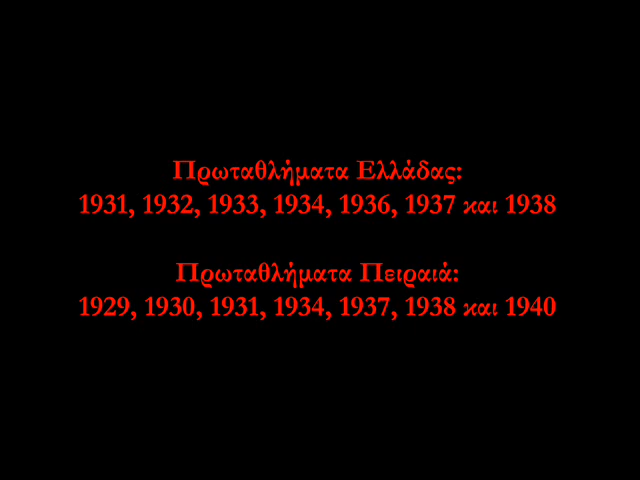 Πρωταθλήματα Ελλάδας:
1931, 1932, 1933, 1934, 1936, 1937 και 1938
Πρωταθλήματα Πειραιά:
1929, 1930, 1931, 1934, 1937, 1938 και 1940